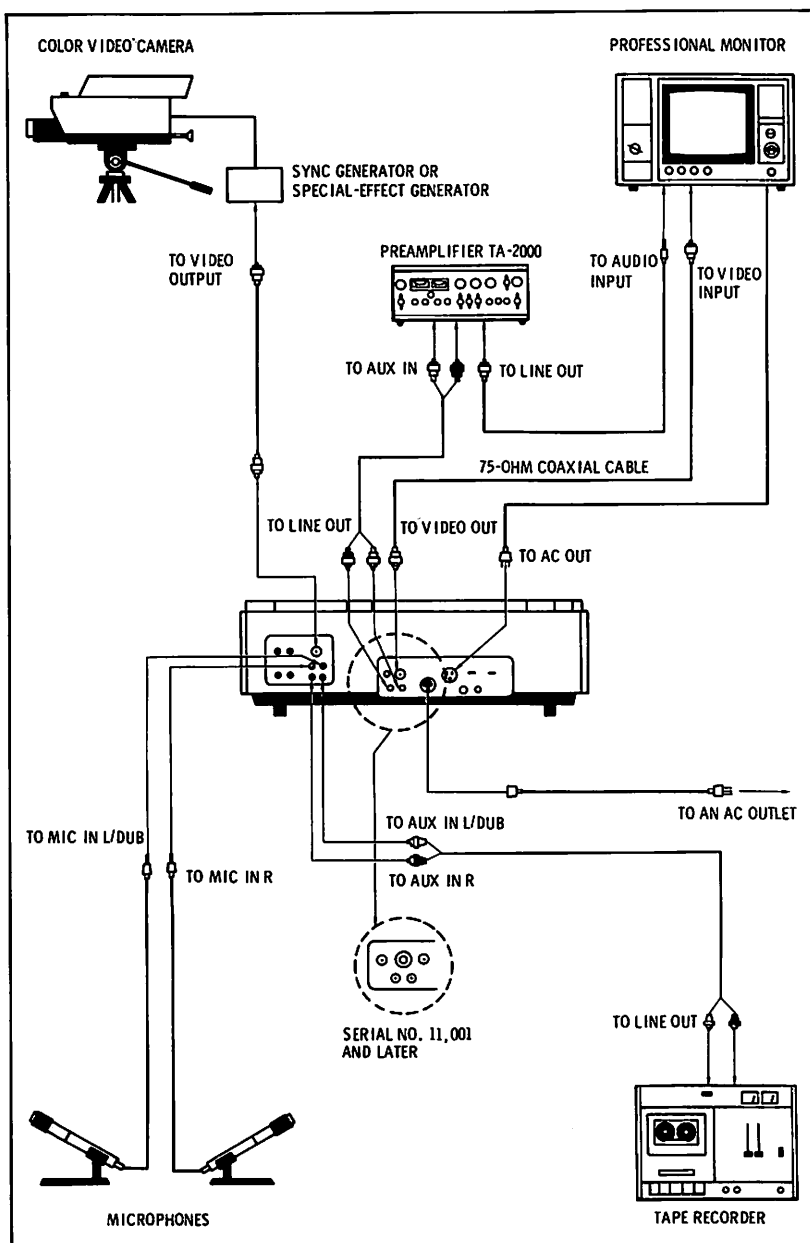 COLOR VIDEO CAMERA
PROFESSIONAL MONITOR
SYNC GENERATOR OR
SPECIAL-EFFECT GENERATOR
PREAMPLIFIER TA-2000
TO VIDEO
OUTPUT
TO AUDIO
INPUT
TO VIDEO
INPUT
TO AUX IN
TO LINE OUT
75-OHM COAXIAL CABLE
TO LINE OUT
TO VIDEO OUT
TO AC OUT
TO AN AC OUTLET
TO MIC IN L/DUB
TO MIC IN R
TO AUX IN L/DUB
TO AUX IN R
SERIAL NO. 11,001
AND LATER
TO LINE OUT
MICROPHONES
TAPE RECORDER